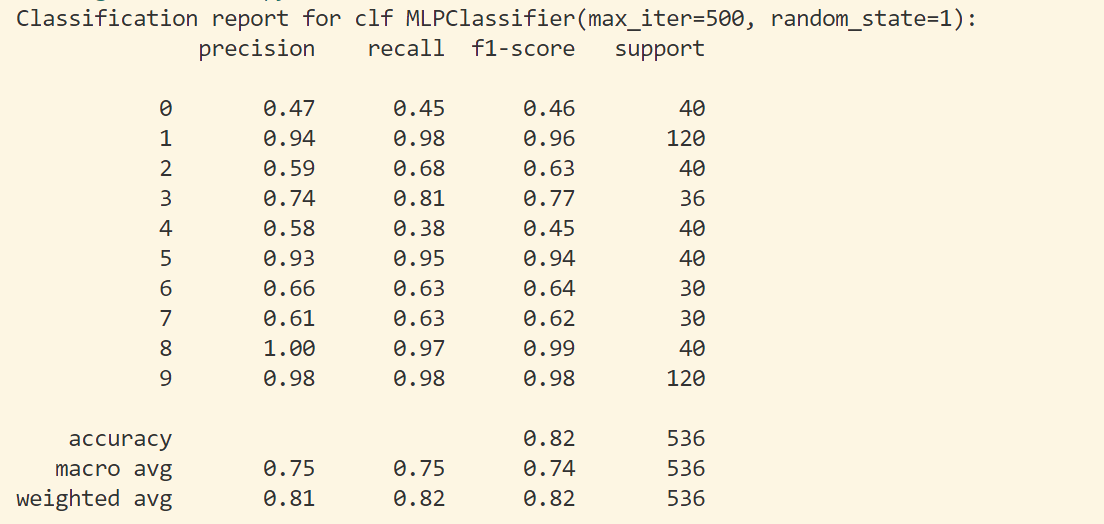 Classification report for clf MLPClassifier(max_iter=500, random_state=1):
precision recall f1-score support
0 0.47 0.45 0.46 40
1 0.94 0.98 0.96 120
2 0.59 0.68 0.63 40
3 0.74 0.81 0.77 36
4 0.58 0.38 0.45 40
5 0.93 0.95 0.94 40
6 0.66 0.63 0.64 30
7 0.61 0.63 0.62 30
8 1.00 0.97 0.99 40
9 0.98 0.98 0.98 120
accuracy 0.82 536
macro avg 0.75 0.75 0.74 536
weighted avg 0.81 0.82 0.82 536